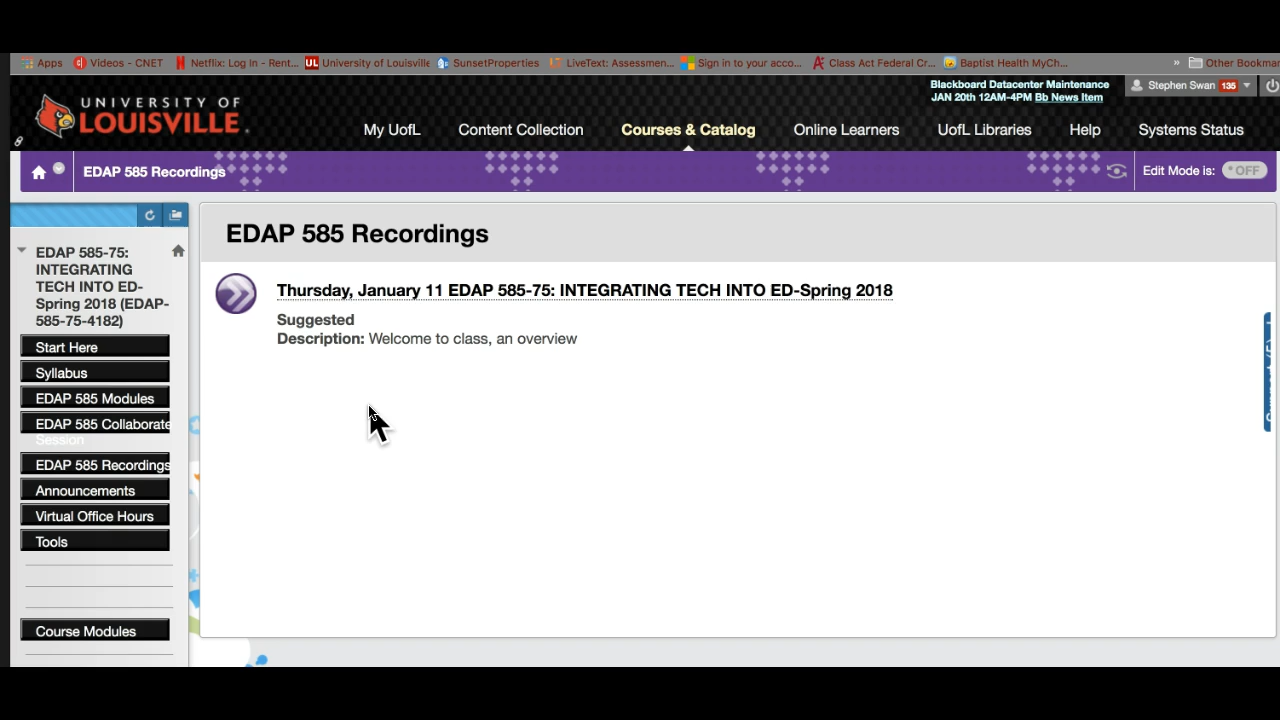 Apps Videos - CNET Netflix: Log In - Rent... University of Louisville SunsetProperties LiveText: Assessmen... Sign in to your acco... Class Act Federal Cr... Baptist Health MyCh... » Other Bookmar
Blackboard Datacenter Maintenance
JAN 20th 12AM-4PM Bb News Item
Stephen Swan 135
UNIVERSITY OF
LOUISVILLE
My UofL Content Collection Courses & Catalog Online Learners UofL Libraries Help Systems Status
EDAP 585 Recordings
Edit Mode is: OFF
EDAP 585-75:
INTEGRATING
TECH INTO ED-
Spring 2018 (EDAP-
585-75-4182)
Start Here
Syllabus
EDAP 585 Modules
EDAP 585 Collaborate
Session
EDAP 585 Recordings
Announcements
Virtual Office Hours
Tools
Course Modules
EDAP 585 Recordings
Thursday, January 11 EDAP 585-75: INTEGRATING TECH INTO ED-Spring 2018
Suggested
Description: Welcome to class, an overview